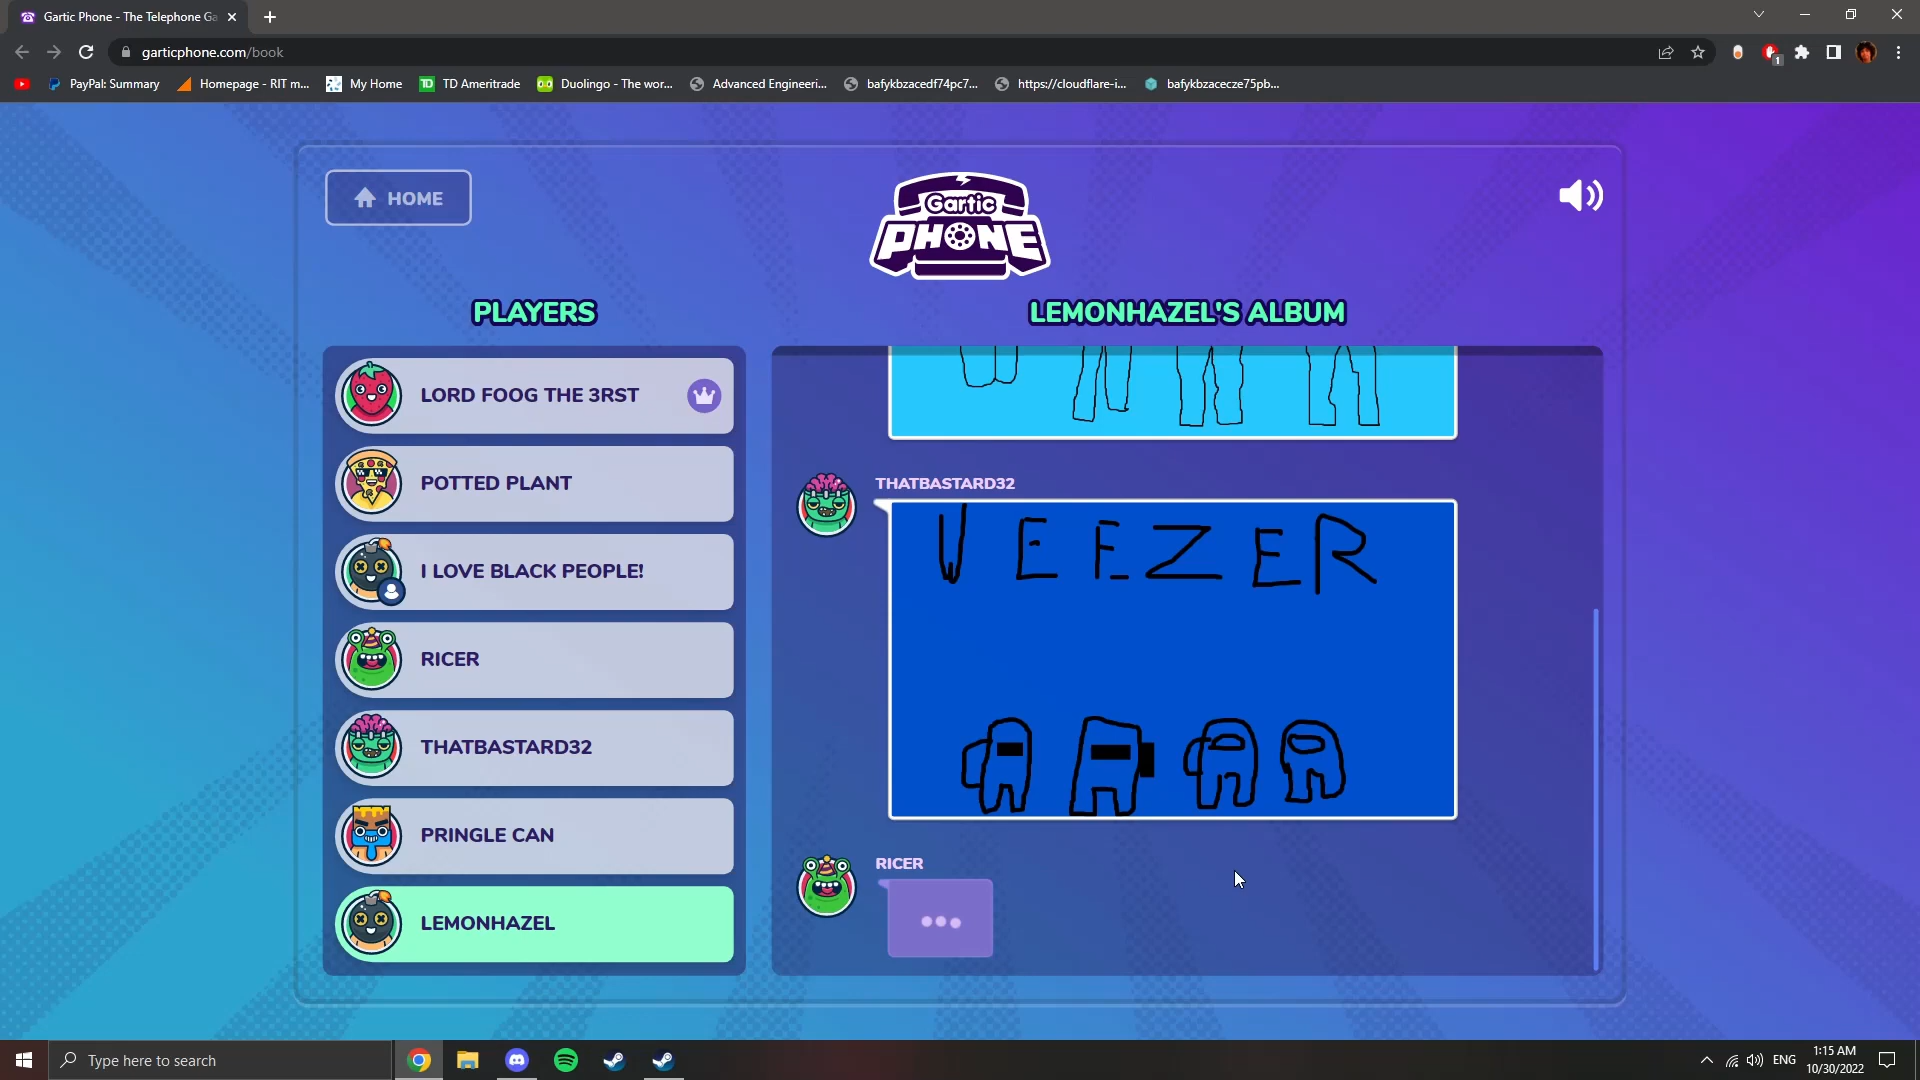 Gartic Phone - The Telephone Ga
garticphone.com/book
1
PayPal: Summary
Homepage - RIT m...
My Home
TD
TD Ameritrade
Duolingo - The wor...
Advanced Engineeri...
bafykbzacedf74pc7...
https://cloudflare-i...
bafykbzacecze75pb...
HOME
Gartic
PHONE
PLAYERS
LORD FOOG THE 3RST
POTTED PLANT
I LOVE BLACK PEOPLE!
RICER
THATBASTARD32
PRINGLE CAN
LEMONHAZEL
LEMONHAZEL'S ALBUM
THATBASTARD32
WEEZER
RICER
Type here to search
ENG
1:15 AM
10/30/2022